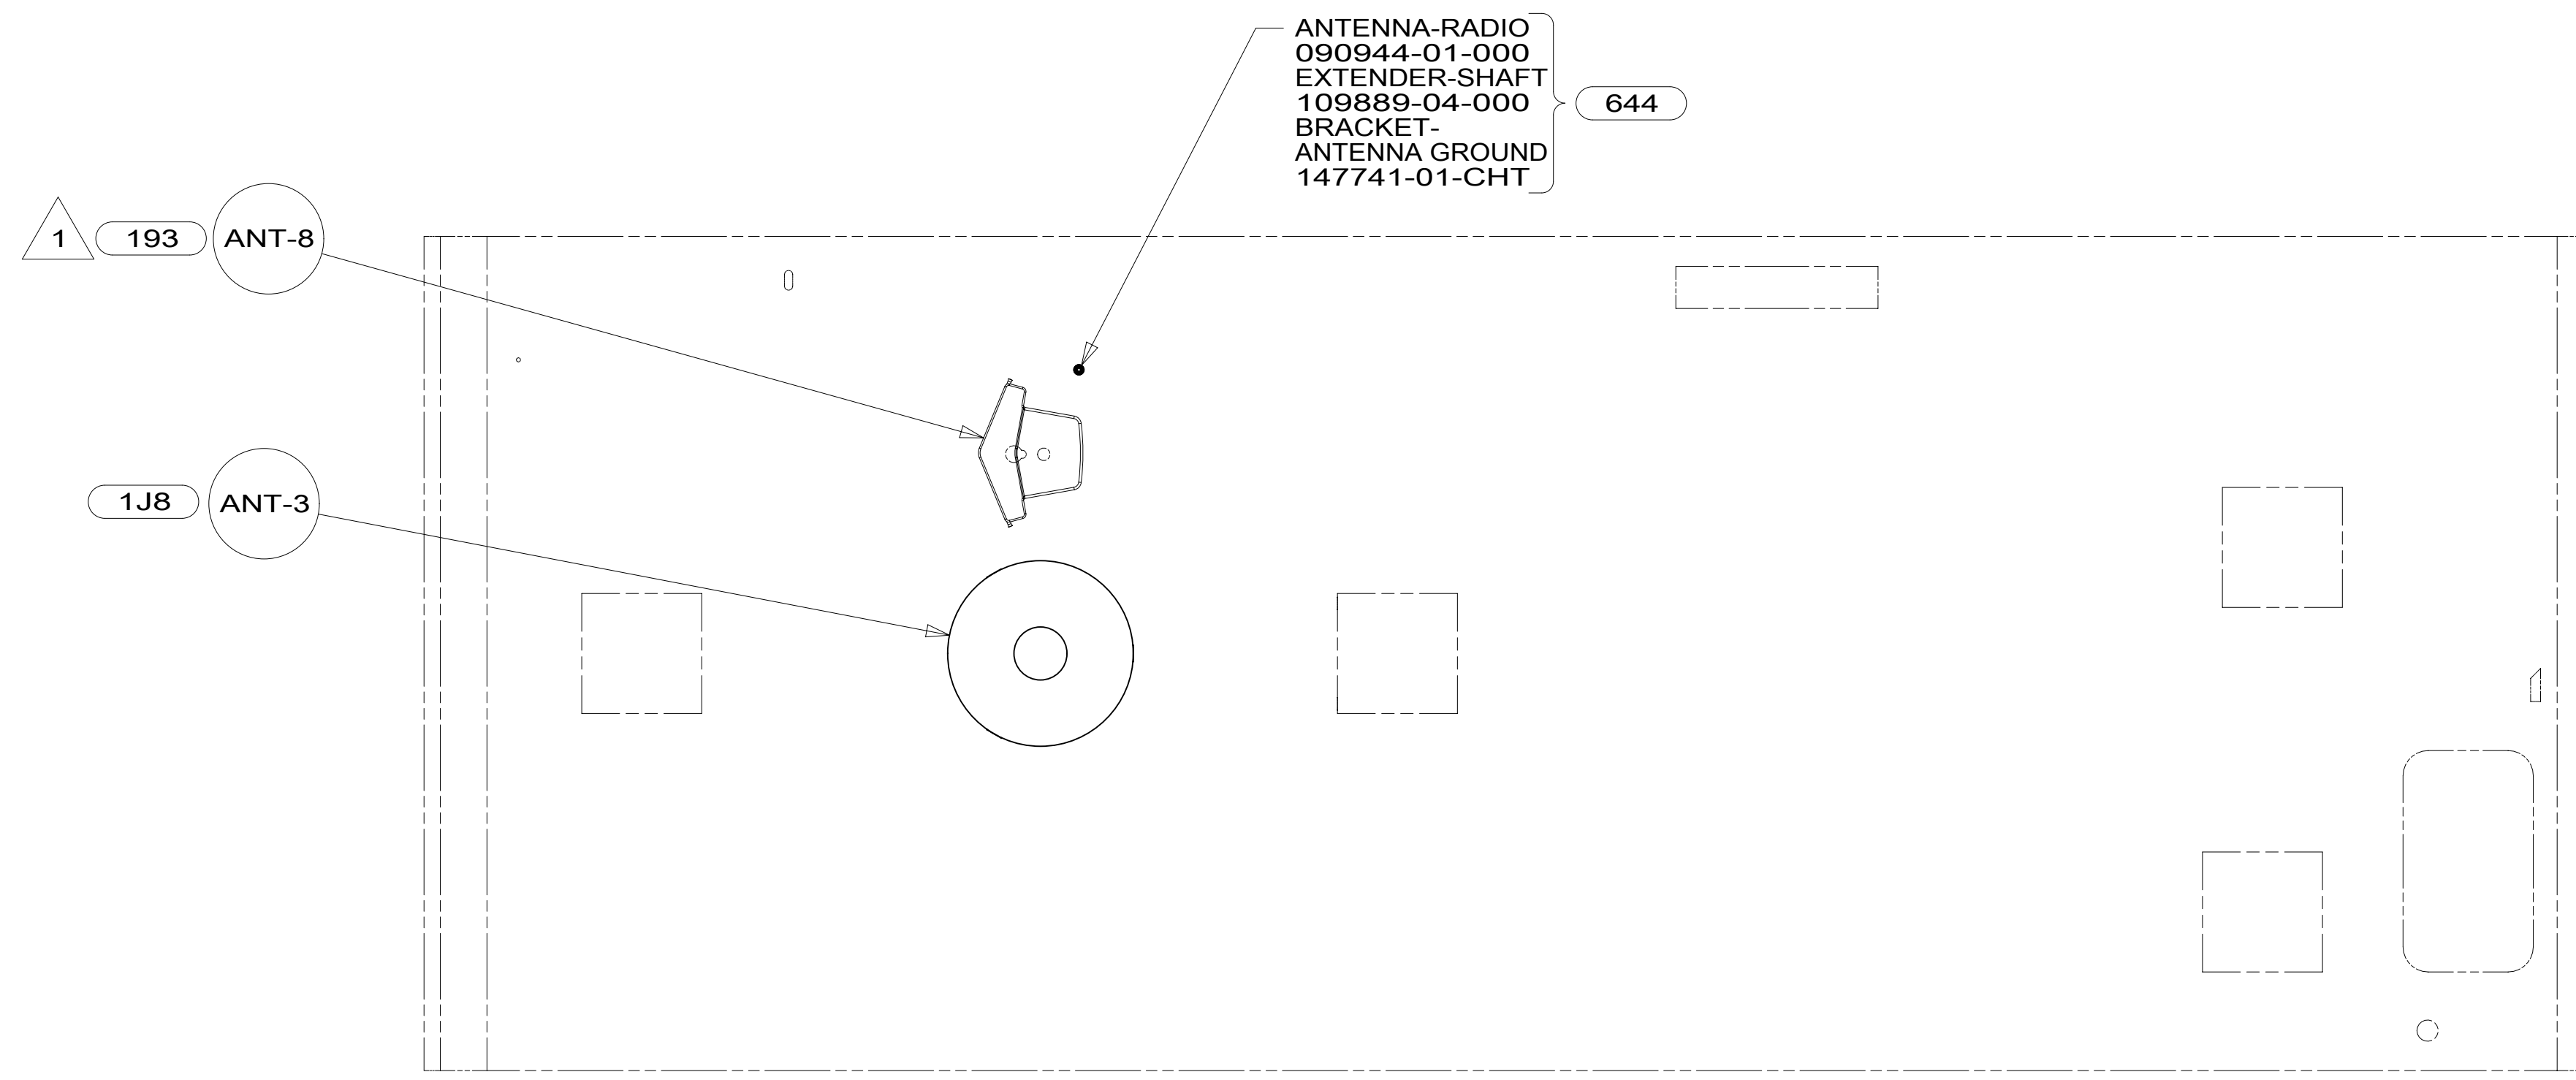 ANTENNA-RADIO
090944-01-000
EXTENDER-SHAFT
109889-04-000
BRACKET-
ANTENNA GROUND
147741-01-CHT
644
1 193 ANT-8
1J8 ANT-3